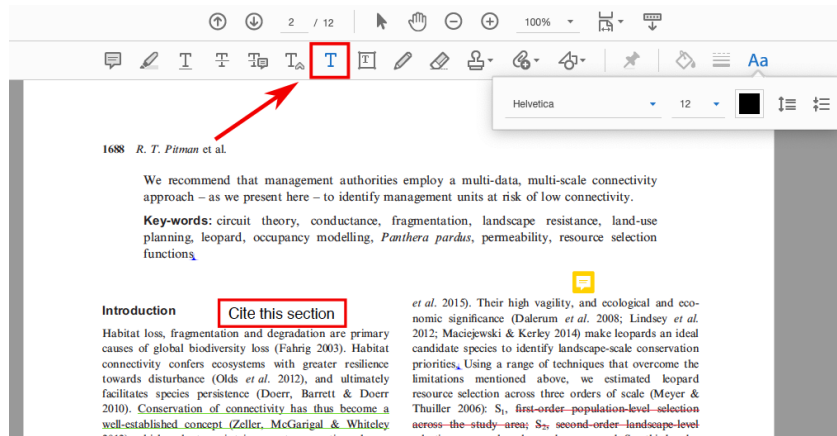 2 / 12 100%
T T T T T T
Aa
Helvetica 12
1688 R. T. Pitman et al.
We recommend that management authorities employ a multi-data, multi-scale connectivity
approach – as we present here – to identify management units at risk of low connectivity.
Key-words: circuit theory, conductance, fragmentation, landscape resistance, land-use
planning, leopard, occupancy modelling, Panthera pardus, permeability, resource selection
functions
Introduction
Cite this section
Habitat loss, fragmentation and degradation are primary
causes of global biodiversity loss (Fahrig 2003). Habitat
connectivity confers ecosystems with greater resilience
towards disturbance (Olds et al. 2012), and ultimately
facilitates species persistence (Doerr, Barrett & Doerr
2010). Conservation of connectivity has thus become a
well-established concept (Zeller, McGarigal & Whiteley
et al. 2015). Their high vagility, and ecological and eco-
nomic significance (Dalerum et al. 2008; Lindsey et al.
2012; Maciejewski & Kerley 2014) make leopards an ideal
candidate species to identify landscape-scale conservation
priorities. Using a range of techniques that overcome the
limitations mentioned above, we estimated leopard
resource selection across three orders of scale (Meyer &
Thuiller 2006): S₁, first-order population-level selection
across the study area; S₂, second-order landscape-level